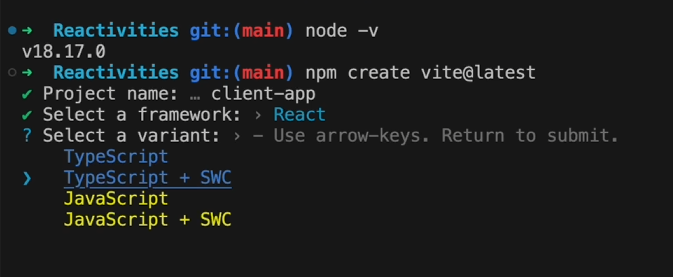 ➜ Reactivities git:(main) node -v
v18.17.0
➜ Reactivities git:(main) npm create vite@latest
✔ Project name: … client-app
✔ Select a framework: › React
? Select a variant: › - Use arrow-keys. Return to submit.
TypeScript
❯ TypeScript + SWC
JavaScript
JavaScript + SWC